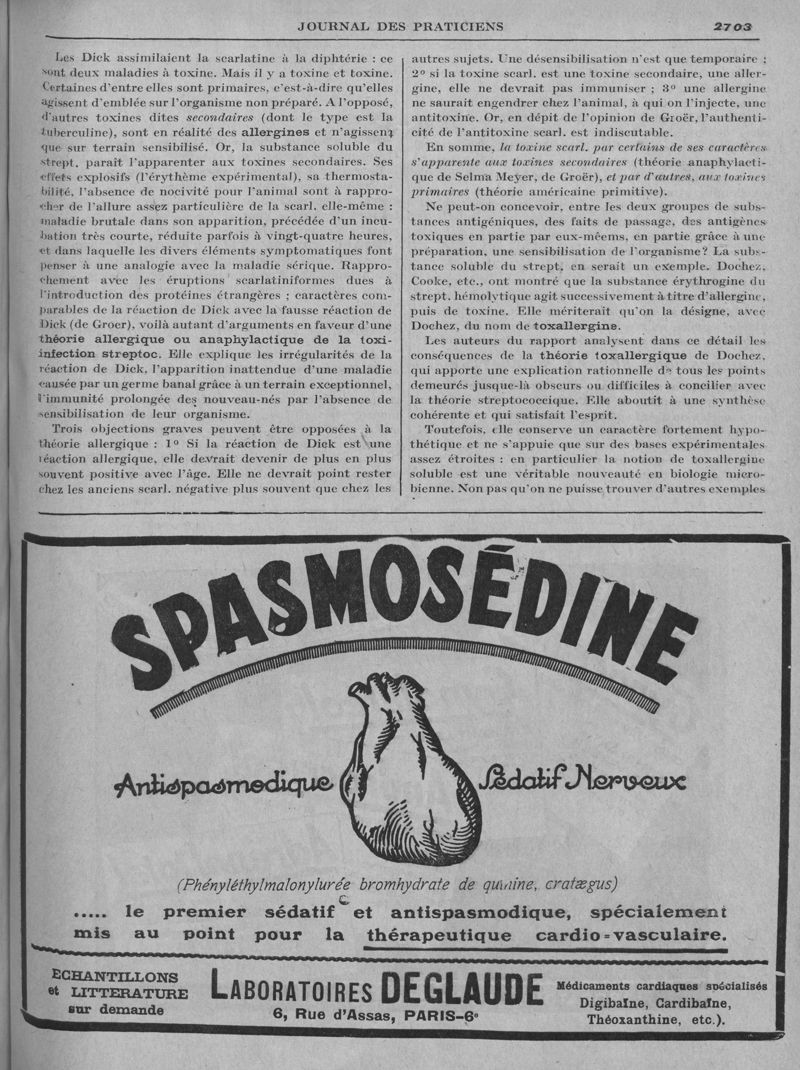 JOURNAL DES PRATICIENS 2703
Les Dick assimilaient la scarlatine à la diphtérie : ce
sont deux maladies à toxine. Mais il y a toxine et toxine.
Certaines d'entre elles sont primaires, c'est-à-dire qu'elles
agissent d'emblée sur l'organisme non préparé. A l'opposé,
d'autres toxines dites secondaires (dont le type est la
tuberculine), sont en réalité des allergines et n'agissent
que sur terrain sensibilisé. Or, la substance soluble du
strept. paraît l'apparenter aux toxines secondaires. Ses
effets explosifs (l'érythème expérimental), sa thermosta-
bilité, l'absence de nocivité pour l'animal sont à rappro-
cher de l'allure assez particulière de la scarl. elle-même :
maladie brutale dans son apparition, précédée d'un incu-
bation très courte, réduite parfois à vingt-quatre heures,
et dans laquelle les divers éléments symptomatiques font
penser à une analogie avec la maladie sérique. Rappro-
chement avec les éruptions scarlatiniformes dues à
l'introduction des protéines étrangères ; caractères com-
parables de la réaction de Dick avec la fausse réaction de
Dick (de Groer), voilà autant d'arguments en faveur d'une
théorie allergique ou anaphylactique de la toxi-
infection streptoc. Elle explique les irrégularités de la
réaction de Dick, l'apparition inattendue d'une maladie
causée par un germe banal grâce à un terrain exceptionnel,
l'immunité prolongée des nouveau-nés par l'absence de
sensibilisation de leur organisme.
Trois objections graves peuvent être opposées à la
théorie allergique : 1° Si la réaction de Dick est une
réaction allergique, elle devrait devenir de plus en plus
souvent positive avec l'âge. Elle ne devrait point rester
chez les anciens scarl. négative plus souvent que chez les
autres sujets. Une désensibilisation n'est que temporaire ;
2° si la toxine scarl. est une toxine secondaire, une aller-
gine, elle ne devrait pas immuniser ; 3° une allergine
ne saurait engendrer chez l'animal, à qui on l'injecte, une
antitoxine. Or, en dépit de l'opinion de Groër, l'authenti-
cité de l'antitoxine scarl. est indiscutable.
En somme, la toxine scarl. par certains de ses caractères
s'apparente aux toxines secondaires (théorie anaphylacti-
que de Selma Meyer, de Groër), et par d'autres, aux toxines
primaires (théorie américaine primitive).
Ne peut-on concevoir, entre les deux groupes de subs-
tances antigéniques, des faits de passage, des antigènes
toxiques en partie par eux-mêems, en partie grâce à une
préparation, une sensibilisation de l'organisme? La subs-
tance soluble du strept, en serait un exemple. Dochez,
Cooke, etc., ont montré que la substance érythrogine du
strept. hémolytique agit successivement à titre d'allergine,
puis de toxine. Elle mériterait qu'on la désigne, avec
Dochez, du nom de toxallergine.
Les auteurs du rapport analysent dans ce détail les
conséquences de la théorie toxallergique de Dochez,
qui apporte une explication rationnelle de tous les points
demeurés jusque-là obscurs ou difficiles à concilier avec
la théorie streptococcique. Elle aboutit à une synthèse
cohérente et qui satisfait l'esprit.
Toutefois, elle conserve un caractère fortement hypo-
thétique et ne s'appuie que sur des bases expérimentales
assez étroites : en particulier la notion de toxallergine
soluble est une véritable nouveauté en biologie micro-
bienne. Non pas qu'on ne puisse trouver d'autres exemples
SPASMOSÉDINE
Antispasmodique Sédatif Nerveux
(Phényléthylmalonylurée bromhydrate de quinine, cratægus)
..... le premier sédatif et antispasmodique, spécialement
mis au point pour la thérapeutique cardio=vasculaire.
ECHANTILLONS
et LITTERATURE
sur demande
LABORATOIRES DEGLAUDE
6, Rue d'Assas, PARIS-6e
Médicaments cardiaques spécialisés
Digibaïne, Cardibaïne,
Théoxanthine, etc.).